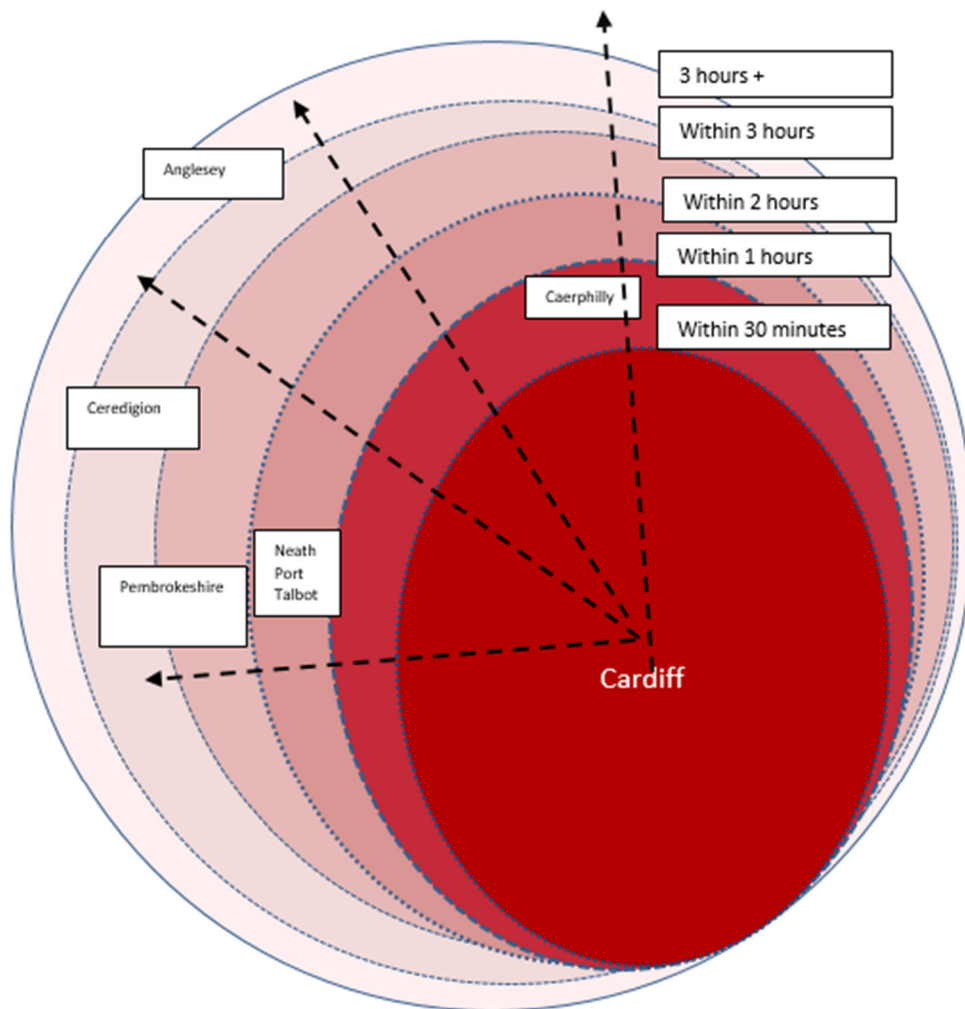 3 hours +
Within 3 hours
Anglesey
Within 2 hours
Within 1 hours
Caerphilly
Within 30 minutes
Ceredigion
Neath
Port
Talbot
Pembrokeshire
Cardiff